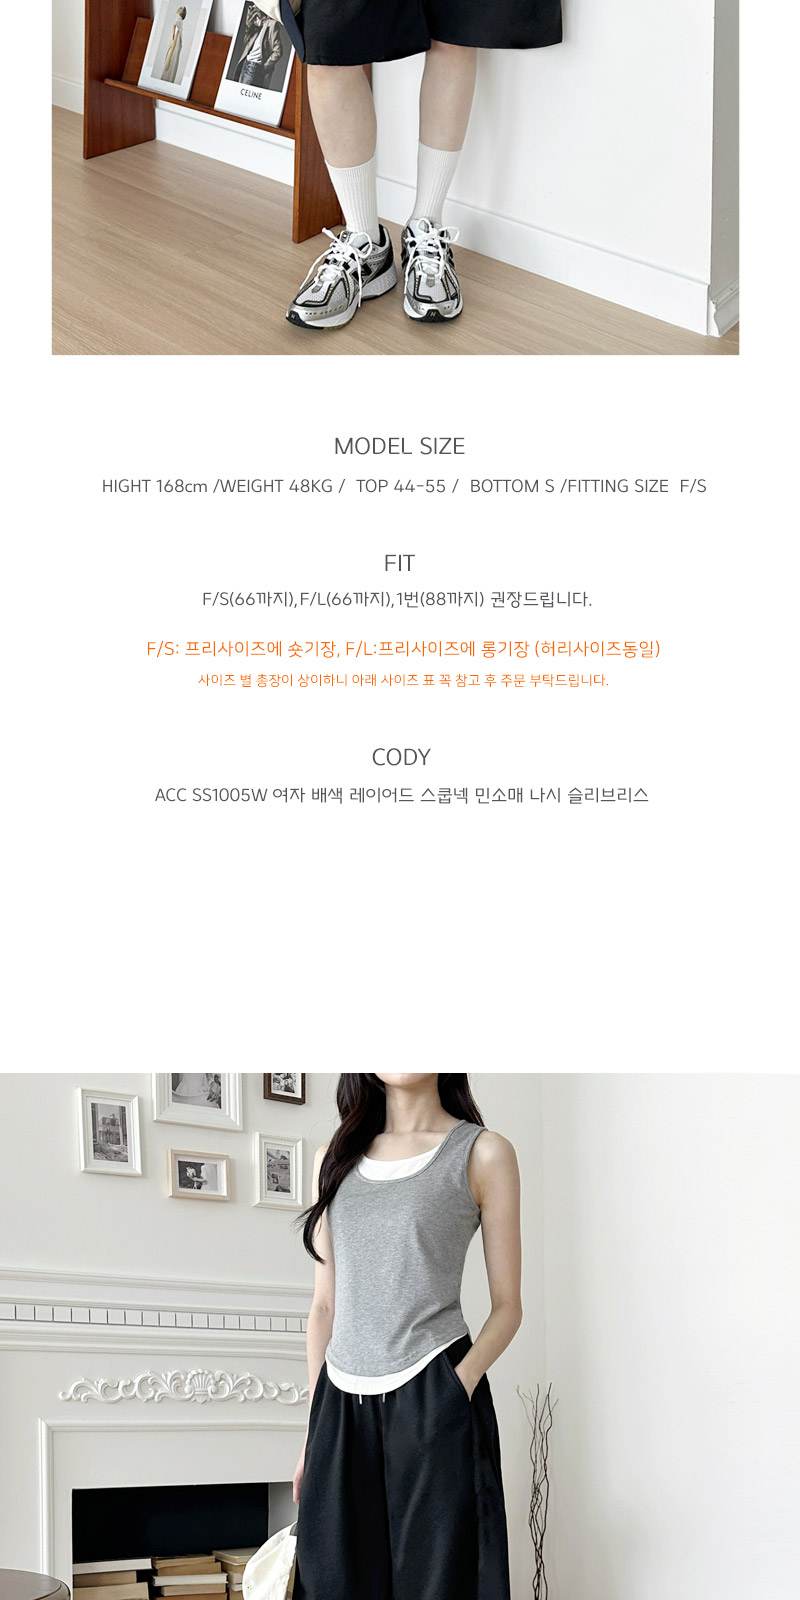 CELINE
MODEL SIZE
HIGHT 168cm /WEIGHT 48KG / TOP 44-55 / BOTTOM S /FITTING SIZE F/S
FIT
F/S(66까지),F/L(66까지),1번(88까지) 권장드립니다.
F/S: 프리사이즈에 숏기장, F/L:프리사이즈에 롱기장 (허리사이즈동일)
사이즈 별 총장이 상이하니 아래 사이즈 표 꼭 참고 후 주문 부탁드립니다.
CODY
ACC SS1005W 여자 배색 레이어드 스쿱넥 민소매 나시 슬리브리스